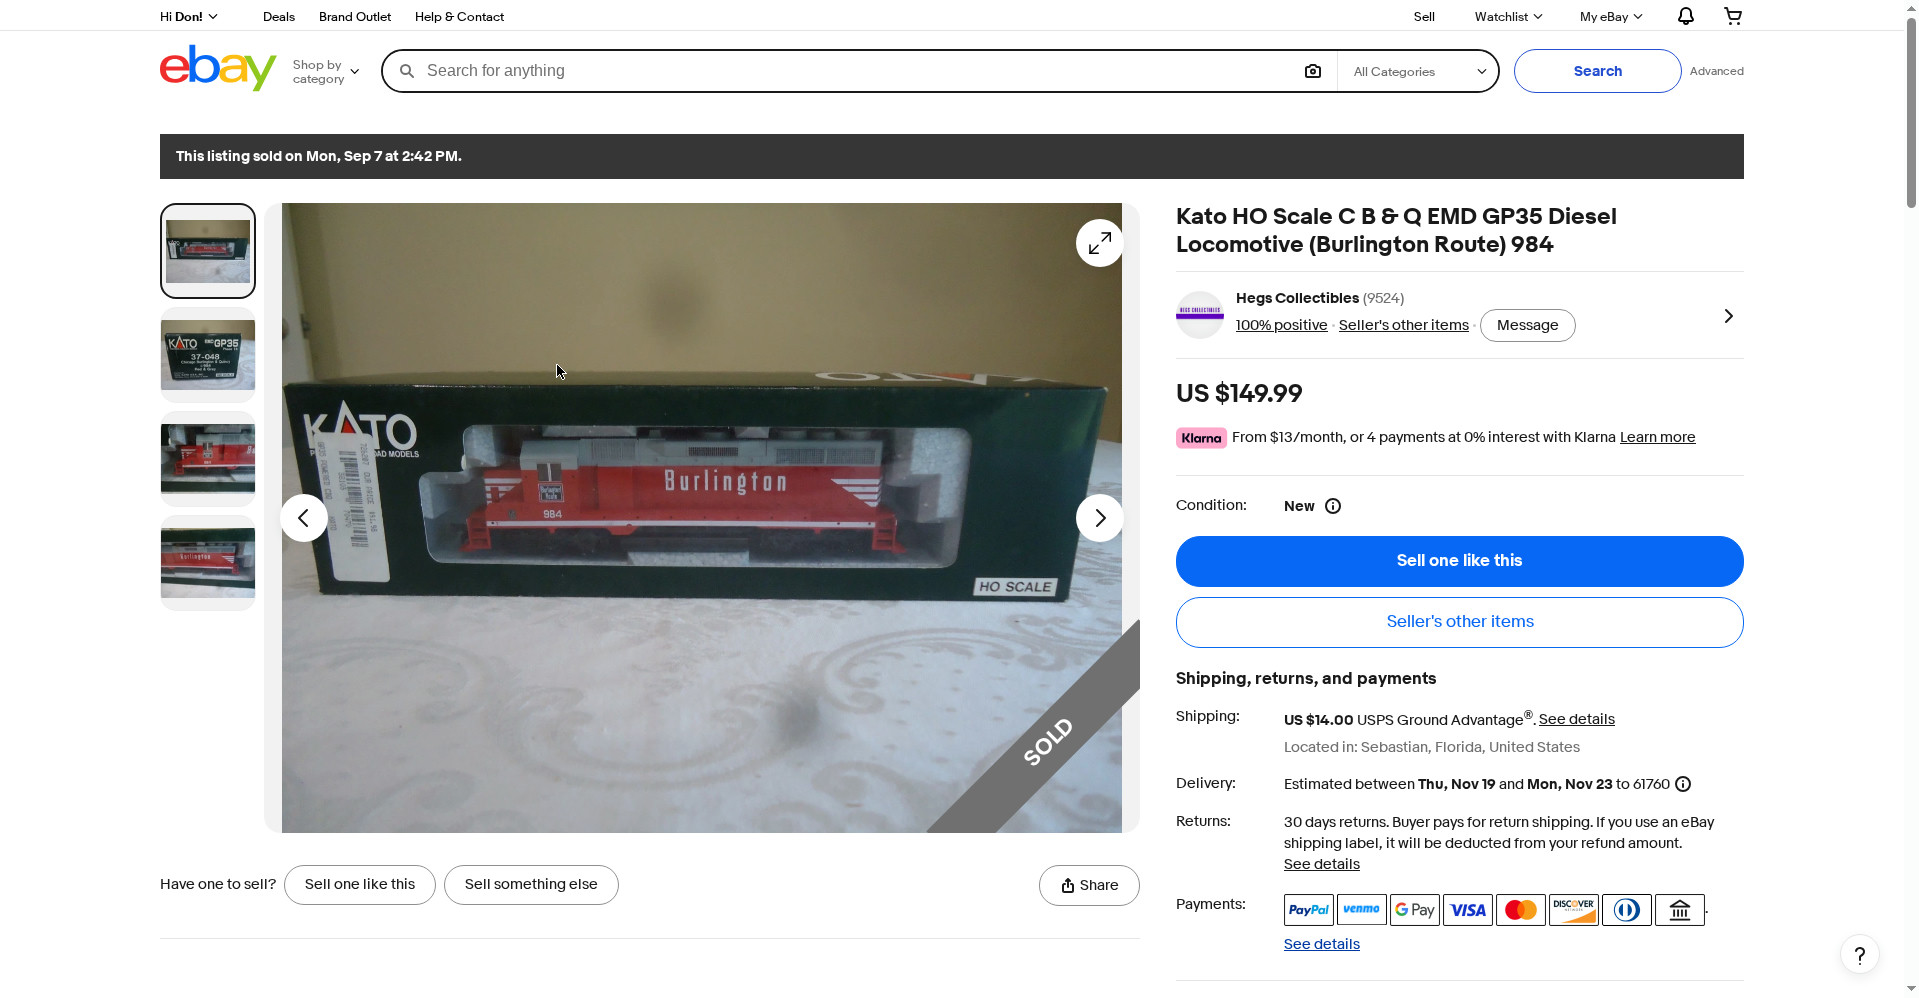 Hi Don!
Deals
Brand Outlet
Help & Contact
Sell
Watchlist
My eBay
ebay
Shop by category
Search for anything
All Categories
Search
Advanced
This listing sold on Mon, Sep 7 at 2:42 PM.
KATO
EMD GP35
37-048
KATO
AD MODELS
Burlington
Burlington Route
984
HO SCALE
SOLD
Have one to sell?
Sell one like this
Sell something else
Share
Kato HO Scale C B & Q EMD GP35 Diesel
Locomotive (Burlington Route) 984
HEGS COLLECTIBLES
Hegs Collectibles (9524)
100% positive · Seller's other items · Message
US $149.99
Klarna From $13/month, or 4 payments at 0% interest with Klarna Learn more
Condition: New
Sell one like this
Seller's other items
Shipping, returns, and payments
Shipping: US $14.00 USPS Ground Advantage®. See details
Located in: Sebastian, Florida, United States
Delivery: Estimated between Thu, Nov 19 and Mon, Nov 23 to 61760
Returns: 30 days returns. Buyer pays for return shipping. If you use an eBay
shipping label, it will be deducted from your refund amount.
See details
Payments: PayPal venmo G Pay VISA DISCOVER
See details
?